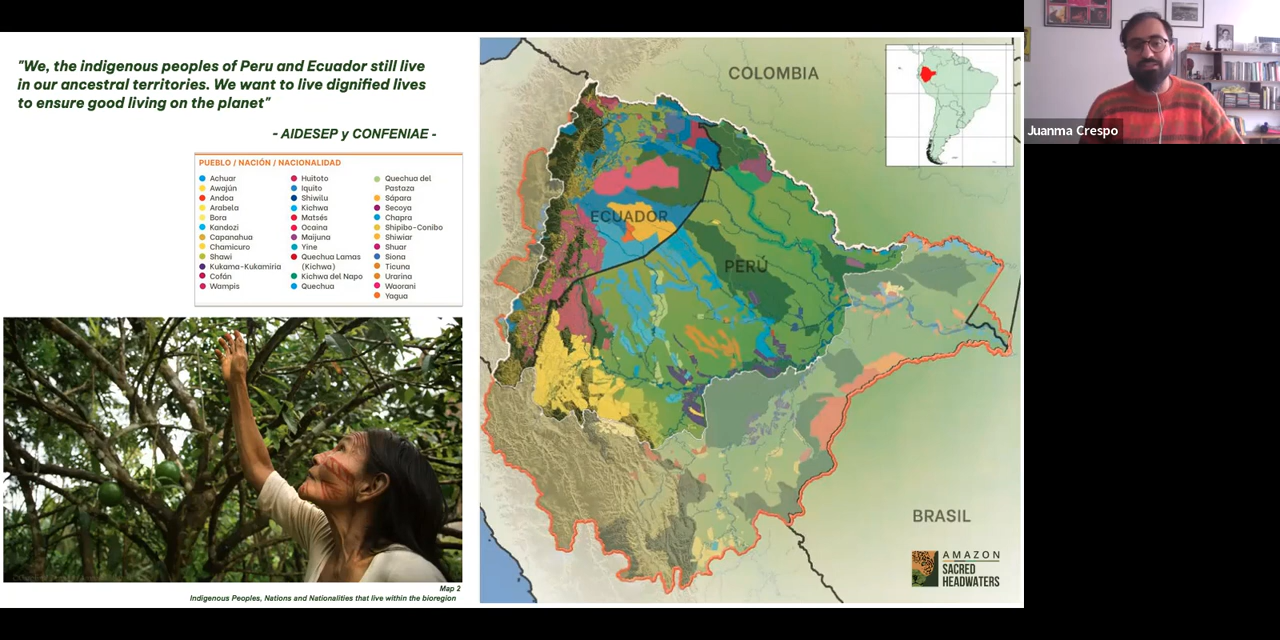 "We, the indigenous peoples of Peru and Ecuador still live
in our ancestral territories. We want to live dignified lives
to ensure good living on the planet"
- AIDESEP y CONFENIAE -
PUEBLO / NACIÓN / NACIONALIDAD
Achuar
Awajún
Andoa
Arabela
Bora
Kandozi
Capanahua
Chamicuro
Shawi
Kukama-Kukamiria
Cofán
Wampis
Huitoto
Iquito
Shiwilu
Kichwa
Matsés
Ocaina
Maijuna
Yine
Quechua Lamas
(Kichwa)
Kichwa del Napo
Quechua
Quechua del
Pastaza
Sápara
Secoya
Chapra
Shipibo-Conibo
Shiwiar
Shuar
Siona
Ticuna
Urarina
Waorani
Yagua
Map 2
Indigenous Peoples, Nations and Nationalities that live within the bioregion
COLOMBIA
ECUADOR
PERÚ
BRASIL
AMAZON
SACRED
HEADWATERS
Juanma Crespo